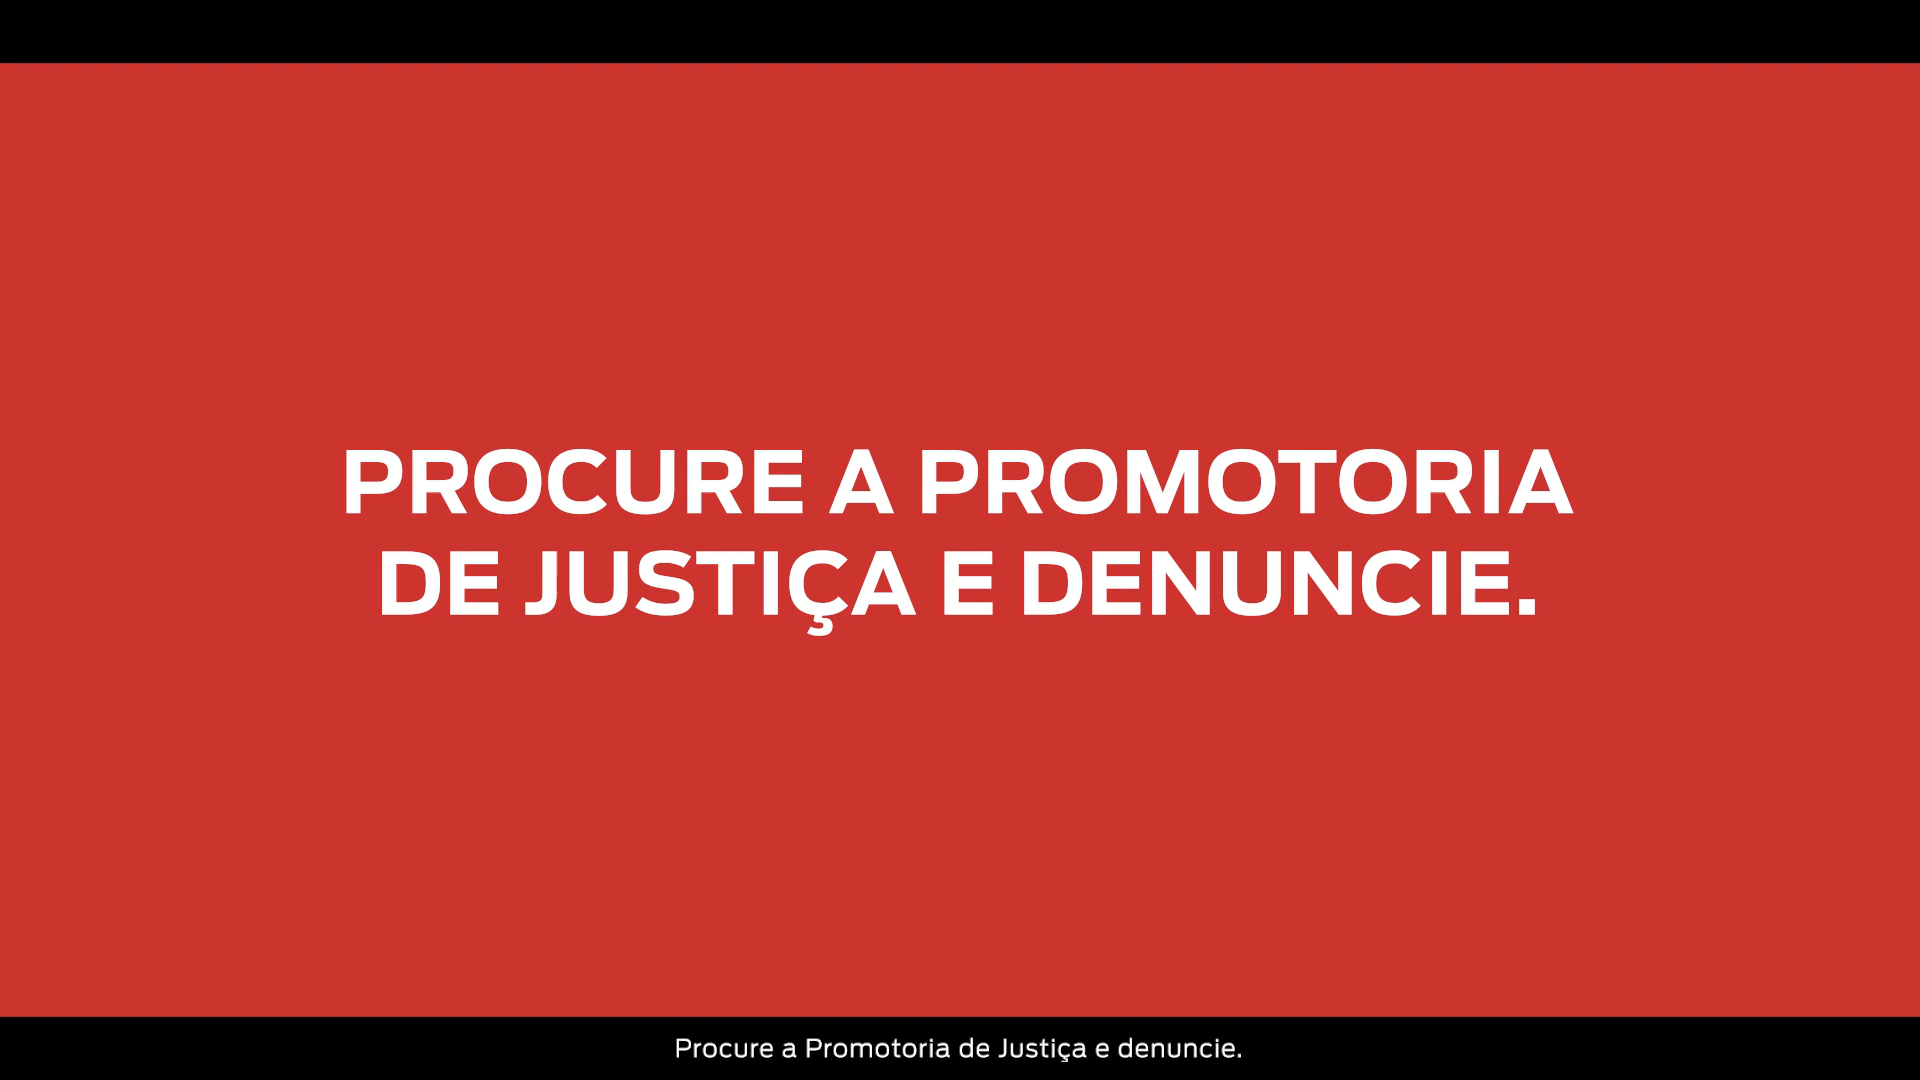 PROCURE A PROMOTORIA
DE JUSTIÇA E DENUNCIE.
Procure a Promotoria de Justiça e denuncie.